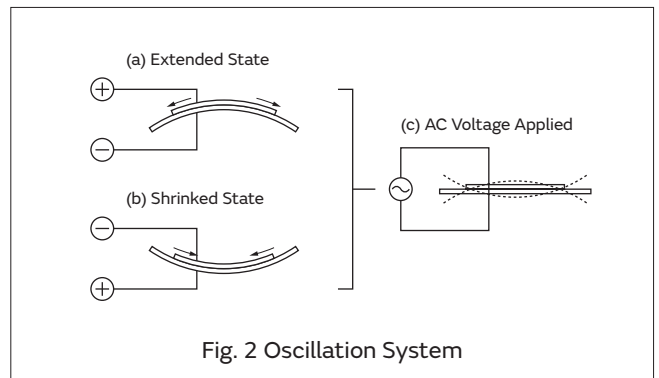 (a) Extended State
+
−
(b) Shrinked State
−
+
(c) AC Voltage Applied
Fig. 2 Oscillation System